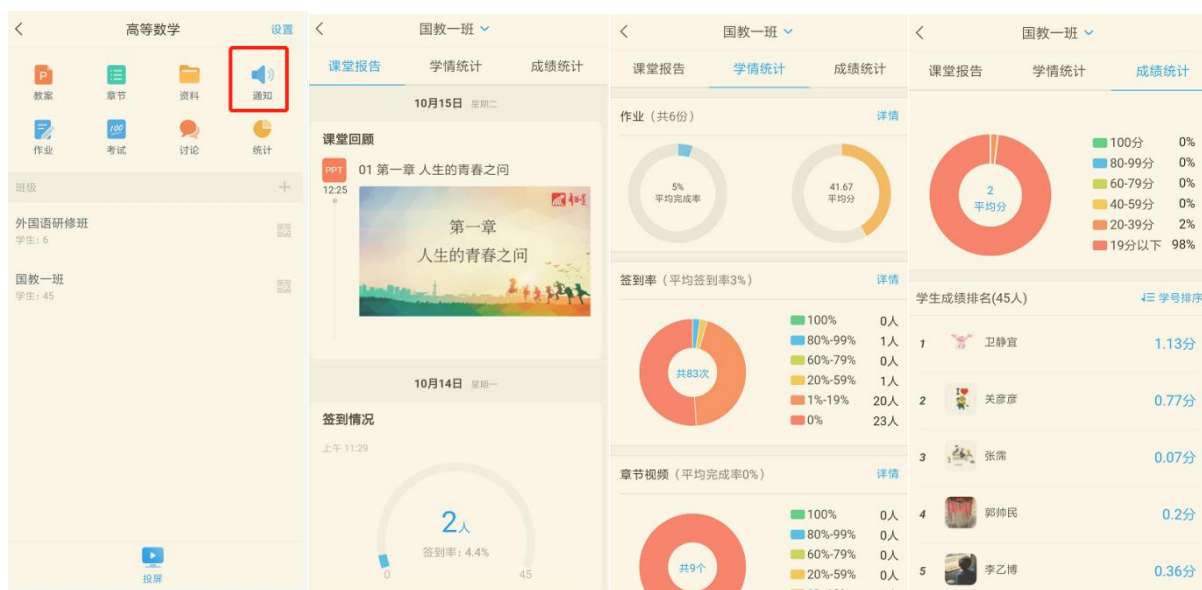 高等数学
设置
教案
章节
资料
通知
作业
考试
讨论
统计
班级
外国语研修班
学生: 6
国教一班
学生: 45
投屏
国教一班
课堂报告 学情统计 成绩统计
10月15日 星期二
课堂回顾
PPT 01 第一章 人生的青春之问
12:25
第一章
人生的青春之问
10月14日 星期一
签到情况
上午 11:29
2人
签到率: 4.4%
0 45
国教一班
课堂报告 学情统计 成绩统计
作业（共6份） 详情
5%
平均完成率
41.67
平均分
签到率（平均签到率3%） 详情
共83次
100% 0人
80%-99% 1人
60%-79% 0人
20%-59% 1人
1%-19% 20人
0% 23人
章节视频（平均完成率0%） 详情
共9个
100% 0人
80%-99% 0人
60%-79% 0人
20%-59% 0人
国教一班
课堂报告 学情统计 成绩统计
2
平均分
100分 0%
80-99分 0%
60-79分 0%
40-59分 0%
20-39分 2%
19分以下 98%
学生成绩排名(45人) 学号排序
1 卫静宜 1.13分
2 关彦彦 0.77分
3 张霈 0.07分
4 郭帅民 0.2分
5 李乙博 0.36分